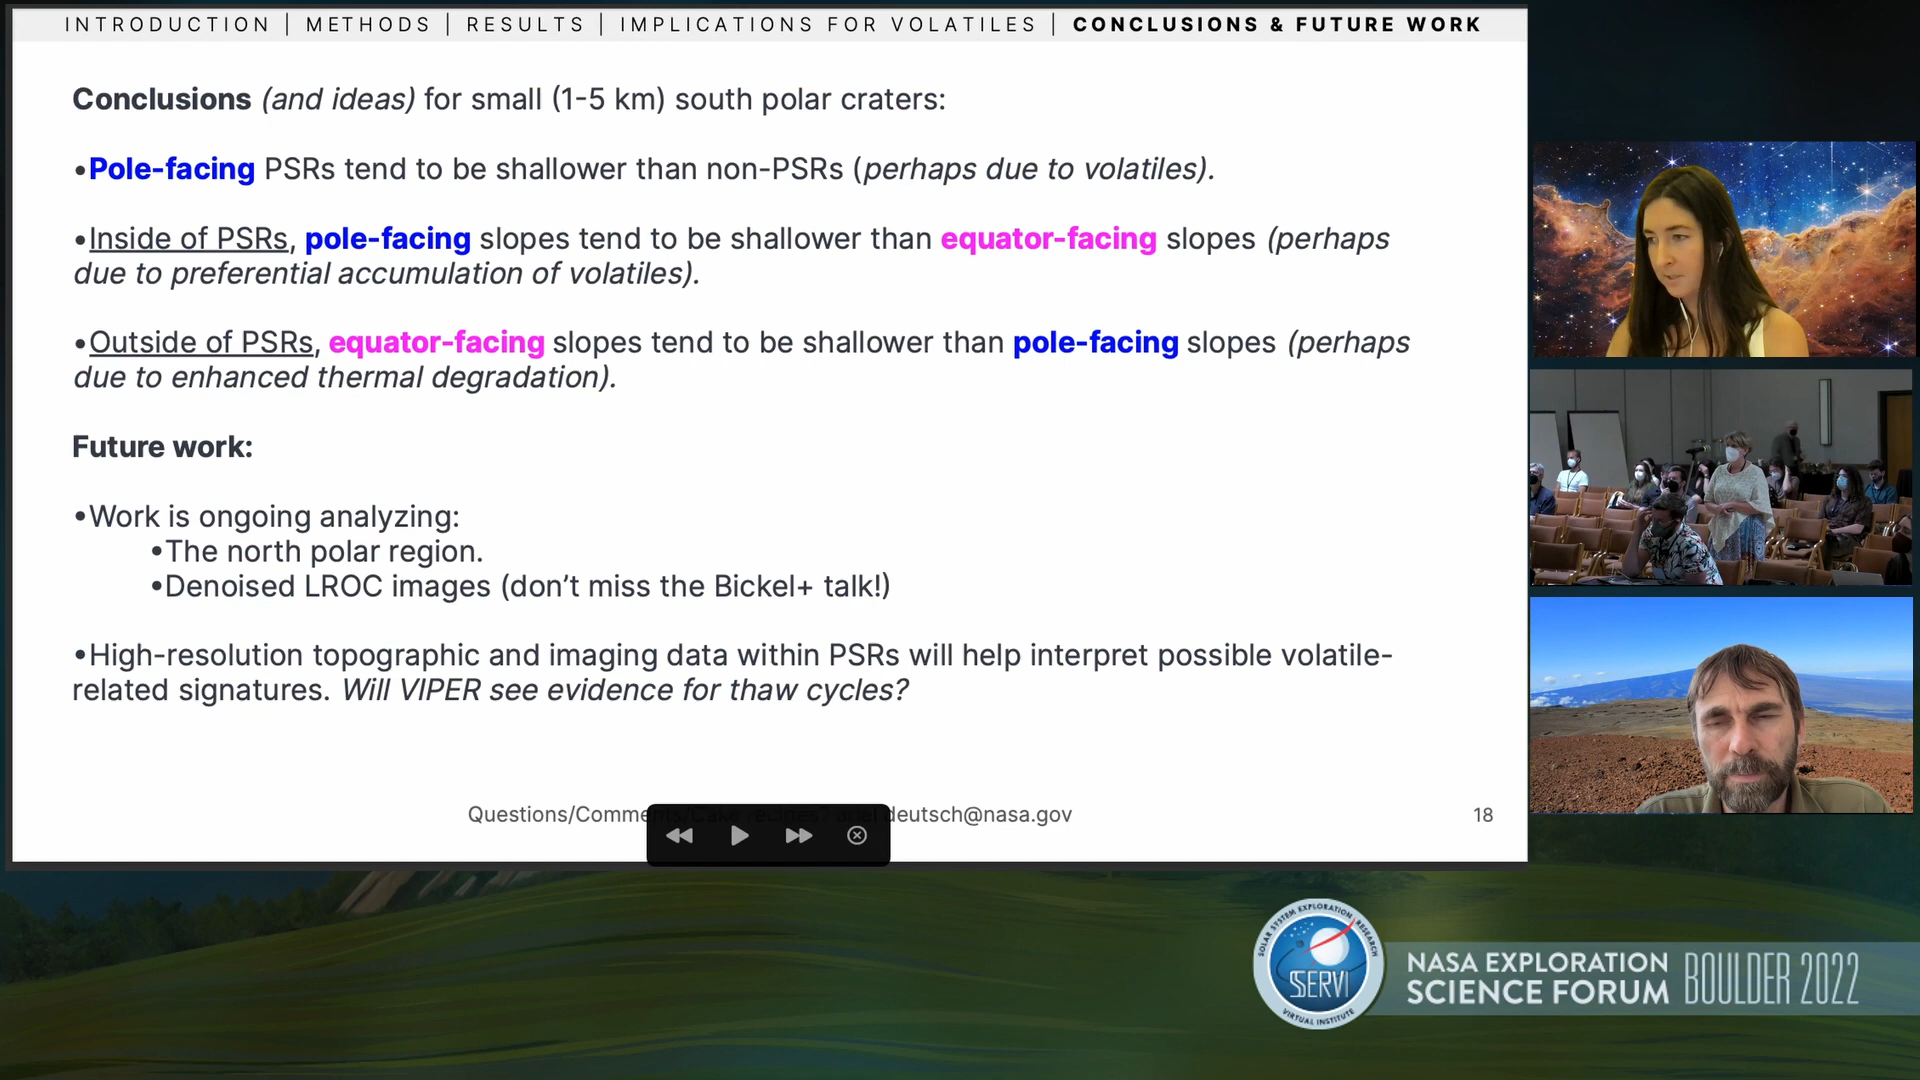 INTRODUCTION | METHODS | RESULTS | IMPLICATIONS FOR VOLATILES | CONCLUSIONS & FUTURE WORK
Conclusions (and ideas) for small (1-5 km) south polar craters:
•Pole-facing PSRs tend to be shallower than non-PSRs (perhaps due to volatiles).
•Inside of PSRs, pole-facing slopes tend to be shallower than equator-facing slopes (perhaps
due to preferential accumulation of volatiles).
•Outside of PSRs, equator-facing slopes tend to be shallower than pole-facing slopes (perhaps
due to enhanced thermal degradation).
Future work:
•Work is ongoing analyzing:
•The north polar region.
•Denoised LROC images (don’t miss the Bickel+ talk!)
•High-resolution topographic and imaging data within PSRs will help interpret possible volatile-
related signatures. Will VIPER see evidence for thaw cycles?
Questions/Comments/Cake recipes? ariel.deutsch@nasa.gov
18
SOLAR SYSTEM EXPLORATION RESEARCH
SSERVI
VIRTUAL INSTITUTE
NASA EXPLORATION
SCIENCE FORUM
BOULDER 2022